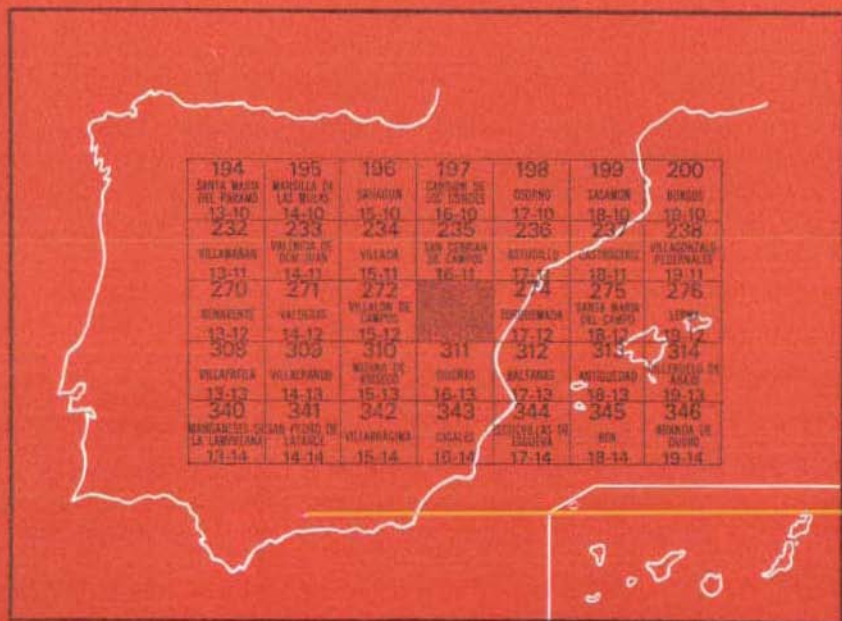 194 195 196 197 198 199 200
SANTA MARIA DEL PARAMO MANSILLA DE LAS MULAS SAHAGUN CARRION DE LOS CONDES OSORNO SASAMON BURGOS
13-10 14-10 15-10 16-10 17-10 18-10 19-10
232 233 234 235 236 237 238
VILLAMAÑAN VALENCIA DE DON JUAN VILLADA SAN CEBRIAN DE CAMPOS ASTUDILLO CASTROJERIZ VILLAGONZALO-PEDERNALES
13-11 14-11 15-11 16-11 17-11 18-11 19-11
270 271 272 274 275 276
BENAVENTE VALDERAS VILLALON DE CAMPOS TORQUEMADA SANTA MARIA DEL CAMPO LERMA
13-12 14-12 15-12 17-12 18-12 19-12
308 309 310 311 312 313 314
VILLAFAFILA VILLALPANDO MEDINA DE RIOSECO DUEÑAS BALTANAS ANTIGUEDAD CILLERUELO DE ABAJO
13-13 14-13 15-13 16-13 17-13 18-13 19-13
340 341 342 343 344 345 346
MANGANESES DE LA LAMPREANA SAN PEDRO DE LATARCE VILLABRAGIMA CIGALES ESGUEVILLAS DE ESGUEVA ROA ARANDA DE DUERO
13-14 14-14 15-14 16-14 17-14 18-14 19-14